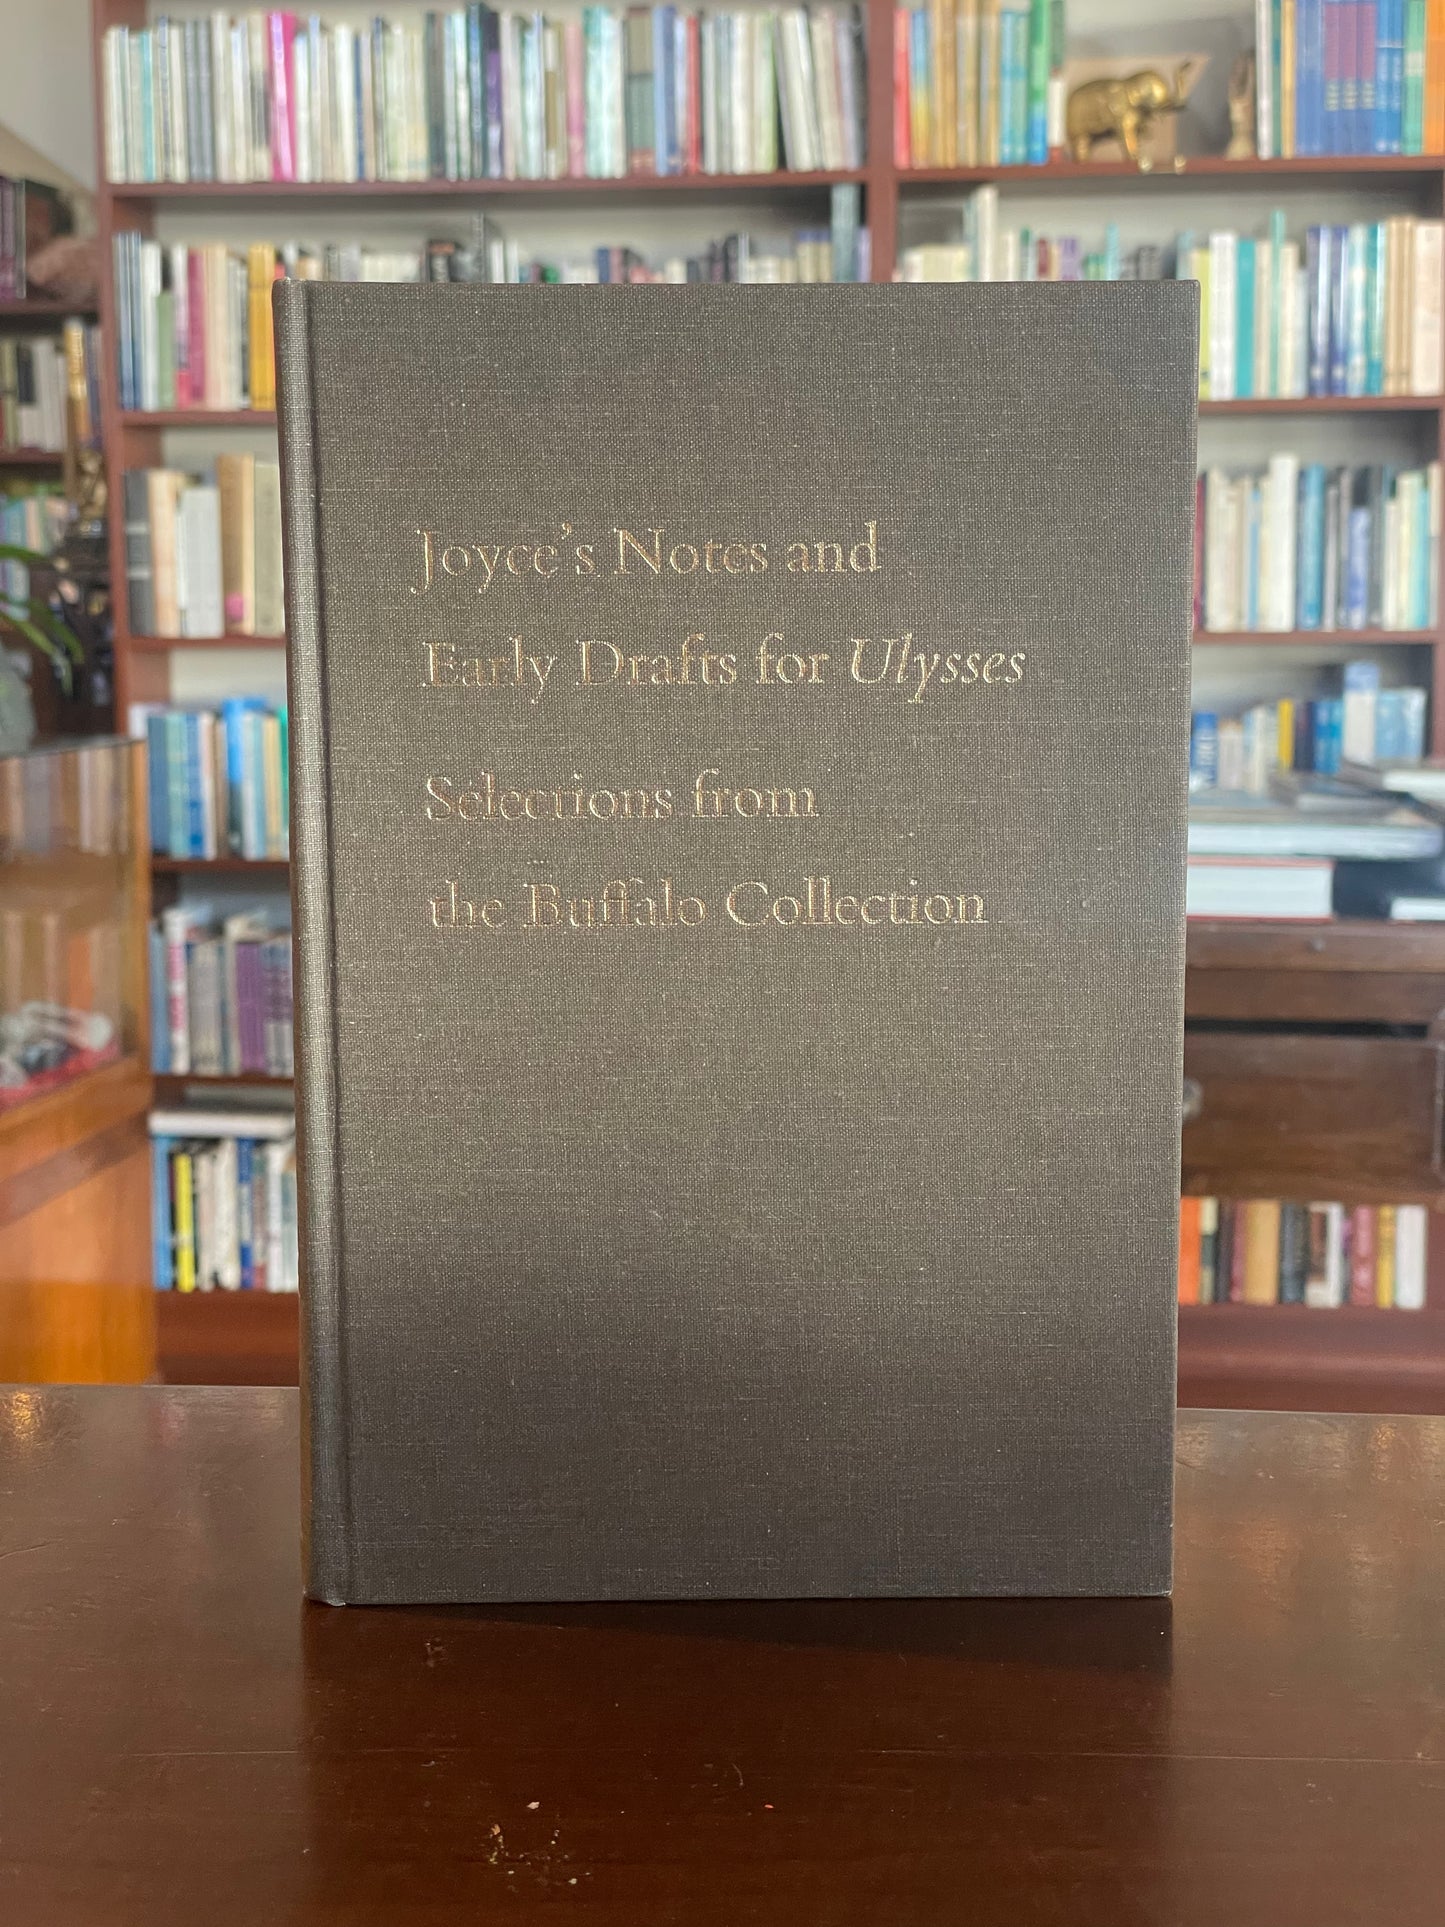 Joyce's Notes and
Early Drafts for Ulysses
Selections from
the Buffalo Collection